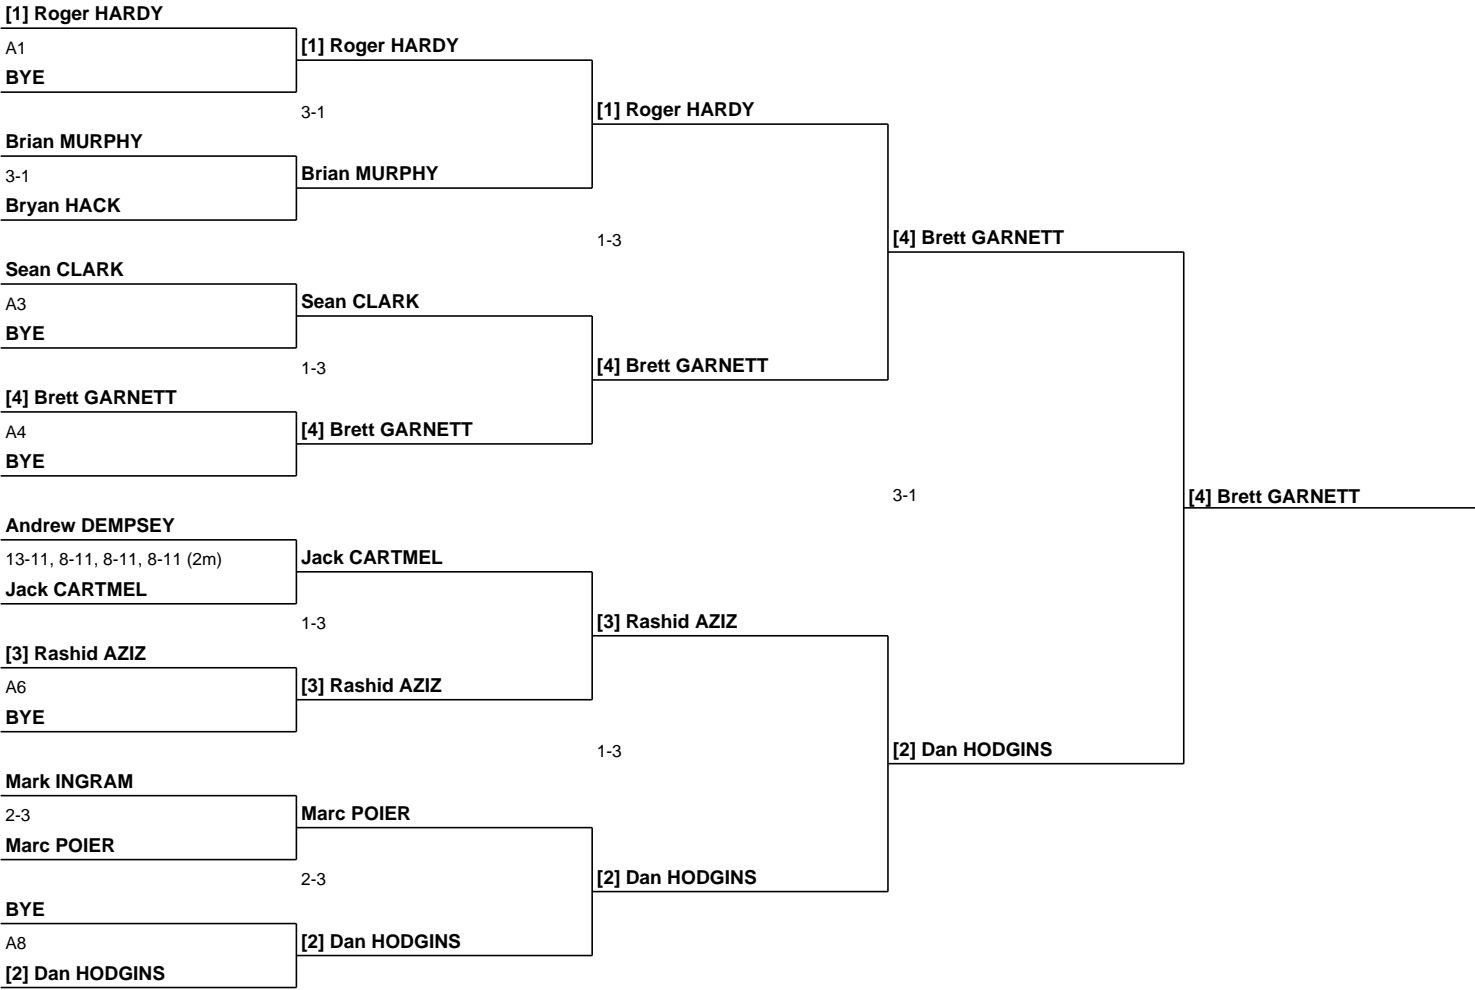 [1] Roger HARDY
A1
BYE
Brian MURPHY
3-1
Bryan HACK
Sean CLARK
A3
BYE
[4] Brett GARNETT
A4
BYE
Andrew DEMPSEY
13-11, 8-11, 8-11, 8-11 (2m)
Jack CARTMEL
[3] Rashid AZIZ
A6
BYE
Mark INGRAM
2-3
Marc POIER
BYE
A8
[2] Dan HODGINS
[1] Roger HARDY
3-1
Brian MURPHY
Sean CLARK
1-3
[4] Brett GARNETT
Jack CARTMEL
1-3
[3] Rashid AZIZ
Marc POIER
2-3
[2] Dan HODGINS
[1] Roger HARDY
1-3
[4] Brett GARNETT
[3] Rashid AZIZ
1-3
[2] Dan HODGINS
[4] Brett GARNETT
3-1
[2] Dan HODGINS
[4] Brett GARNETT